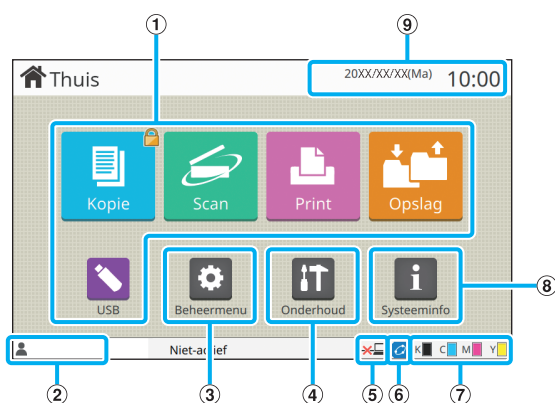 ① ⑨
Thuis 20XX/XX/XX(Ma) 10:00
Kopie Scan Print Opslag
USB Beheermenu Onderhoud Systeeminfo ⑧
Niet-actief K C M Y
② ③ ④ ⑤ ⑥ ⑦